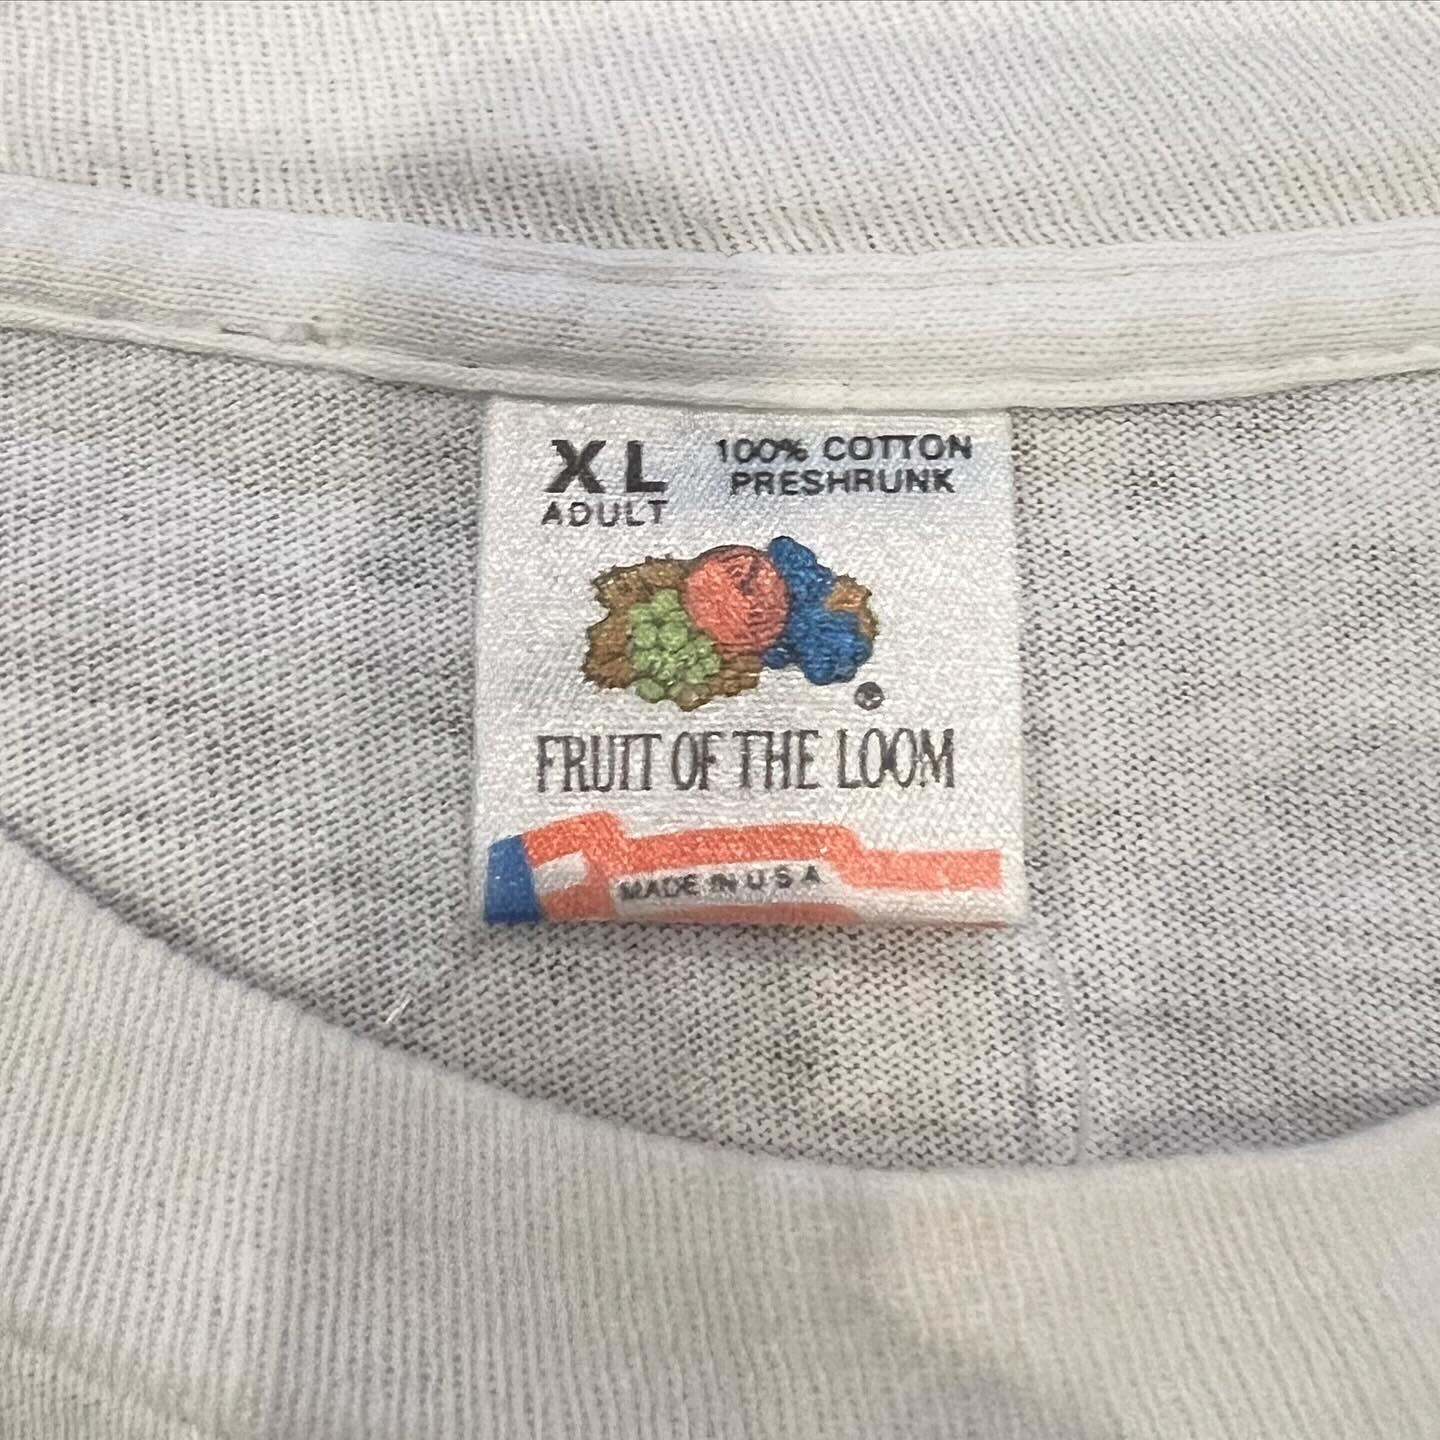 XL
ADULT
100% COTTON
PRESHRUNK
FRUIT OF THE LOOM
MADE IN U S A